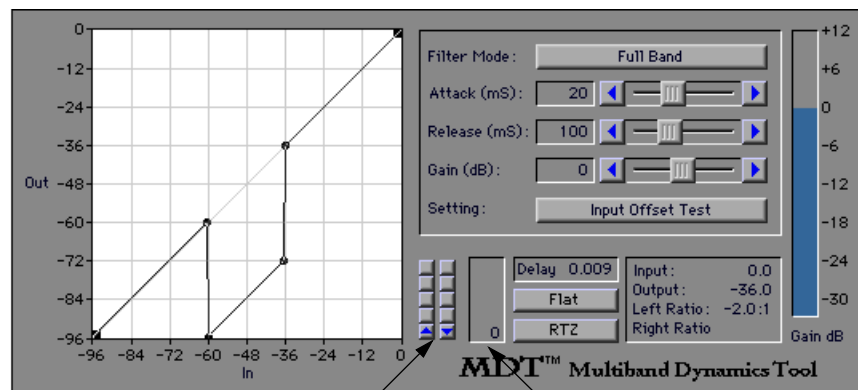 0
-12
-24
-36
Out -48
-60
-72
-84
-96
-96 -84 -72 -60 -48 -36 -24 -12 0
In
Filter Mode: Full Band
Attack (mS): 20
Release (mS): 100
Gain (dB): 0
Setting: Input Offset Test
0
Delay 0.009
Flat
RTZ
Input: 0.0
Output: -36.0
Left Ratio: -2.0:1
Right Ratio
+12
+6
0
-6
-12
-18
-24
-30
Gain dB
MDT™ Multiband Dynamics Tool